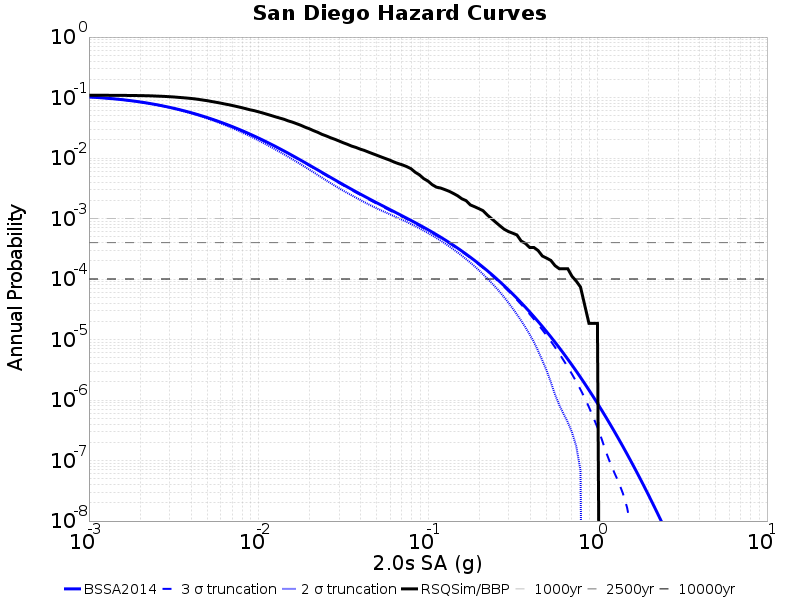 San Diego Hazard Curves
10^0
10^-1
10^-2
10^-3
10^-4
10^-5
10^-6
10^-7
10^-8
Annual Probability
10^-3 10^-2 10^-1 10^0 10^1
2.0s SA (g)
BSSA2014 3 σ truncation 2 σ truncation RSQSim/BBP 1000yr 2500yr 10000yr